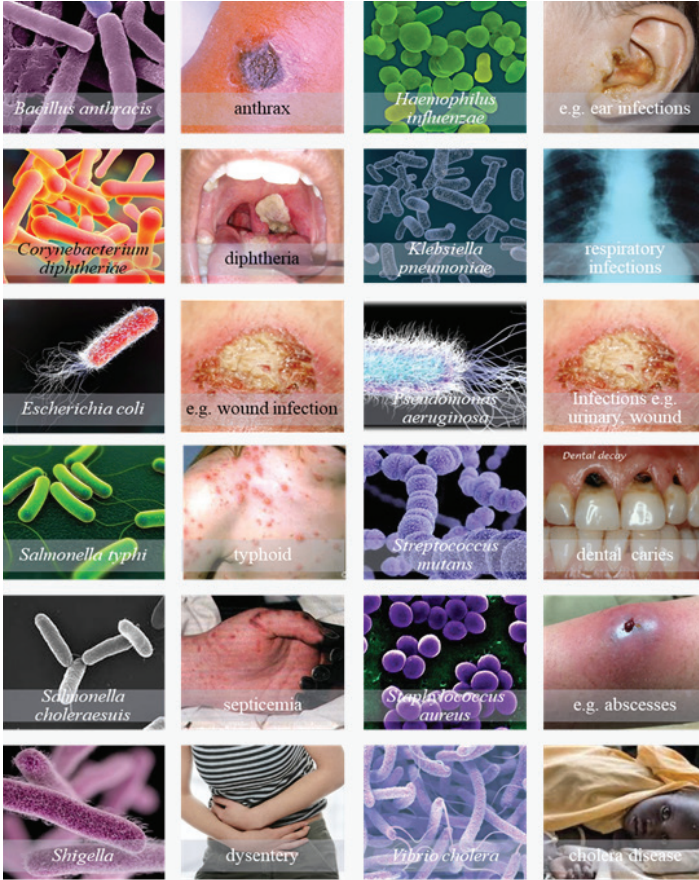 Bacillus anthracis
anthrax
Haemophilus
influenzae
e.g. ear infections
Corynebacterium
diphtheriae
diphtheria
Klebsiella
pneumoniae
respiratory
infections
Escherichia coli
e.g. wound infection
Pseudomonas
aeruginosa
Infections e.g.
urinary, wound
Salmonella typhi
typhoid
Streptococcus
mutans
Dental decay
dental caries
Salmonella
choleraesuis
septicemia
Staphylococcus
aureus
e.g. abscesses
Shigella
dysentery
Vibrio cholera
cholera disease